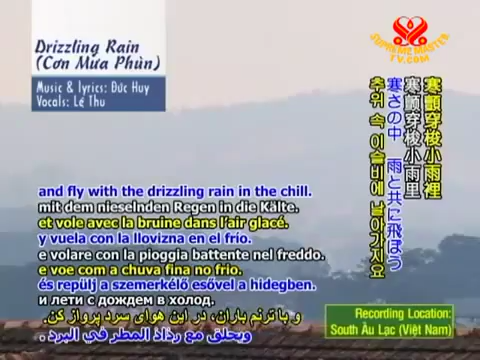 Drizzling Rain
(Cơn Mưa Phùn)
Music & lyrics: Đức Huy
Vocals: Lệ Thu
SUPREME MASTER
TV.COM
寒顫穿梭小雨裡
寒颤穿梭小雨里
寒さの中 雨と共に飛ぼう
추위 속 이슬비에 날아가지요
and fly with the drizzling rain in the chill.
mit dem nieselnden Regen in die Kälte.
et vole avec la bruine dans l'air glacé.
y vuela con la llovizna en el frío.
e volare con la pioggia battente nel freddo.
e voe com a chuva fina no frio.
és repülj a szemerkélő esővel a hidegben.
и лети с дождем в холод.
و با ترنم باران، در این هوای سرد پرواز کن.
ويحلق مع رذاذ المطر في البرد .
Recording Location:
South Âu Lạc (Việt Nam)